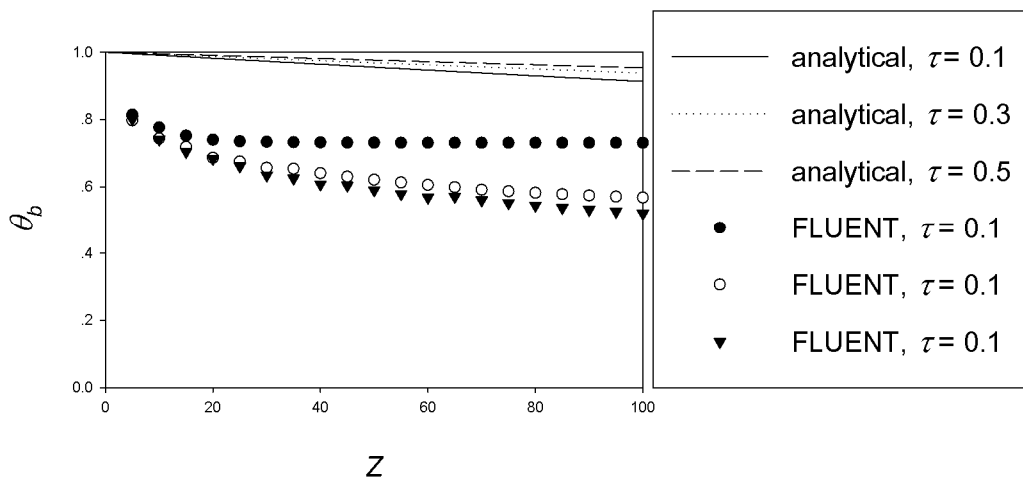 1.0
.8
.6
.4
.2
0.0
θb
0
20
40
60
80
100
Z
analytical, τ = 0.1
analytical, τ = 0.3
analytical, τ = 0.5
FLUENT, τ = 0.1
FLUENT, τ = 0.1
FLUENT, τ = 0.1